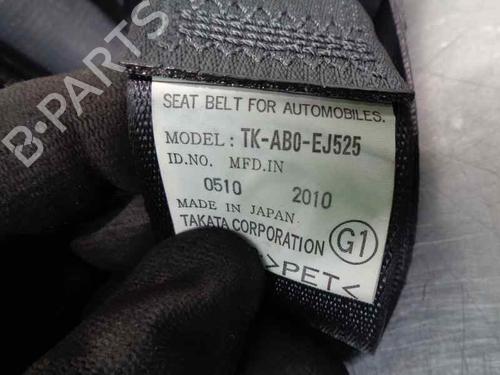 B-PARTS
SEAT BELT FOR AUTOMOBILES.
MODEL : TK-AB0-EJ525
ID.NO. MFD.IN
0510 2010
MADE IN JAPAN
TAKATA CORPORATION G1
>PET<